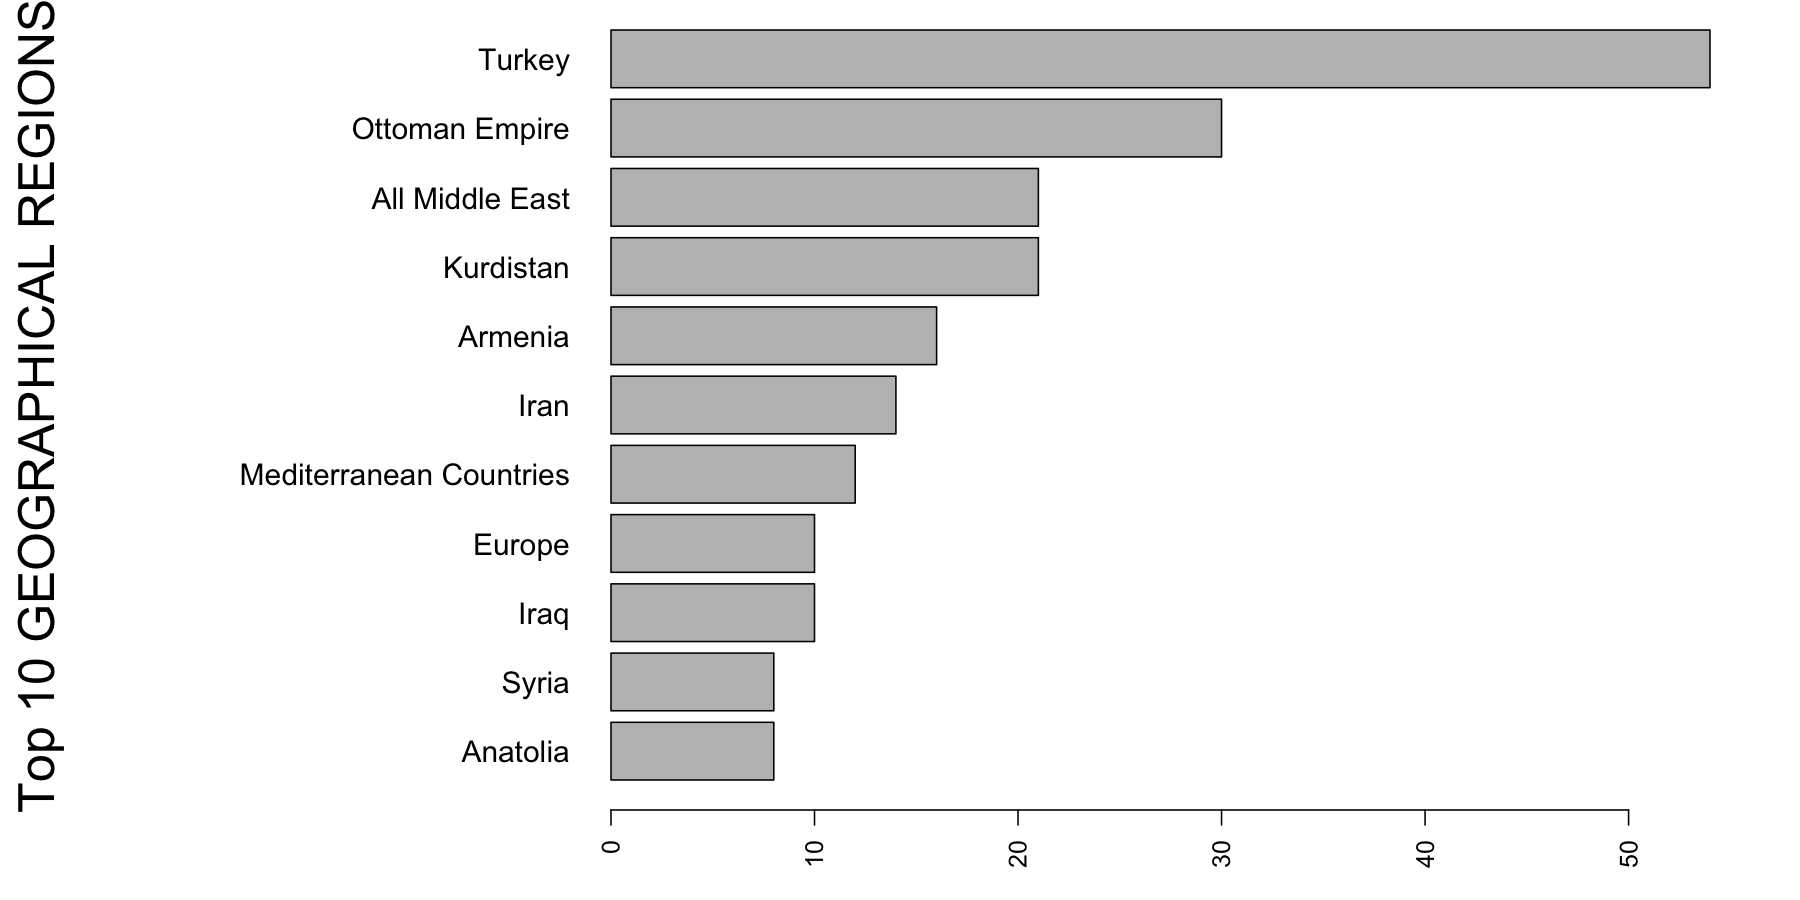 Top 10 GEOGRAPHICAL REGIONS
Turkey
Ottoman Empire
All Middle East
Kurdistan
Armenia
Iran
Mediterranean Countries
Europe
Iraq
Syria
Anatolia
0 10 20 30 40 50